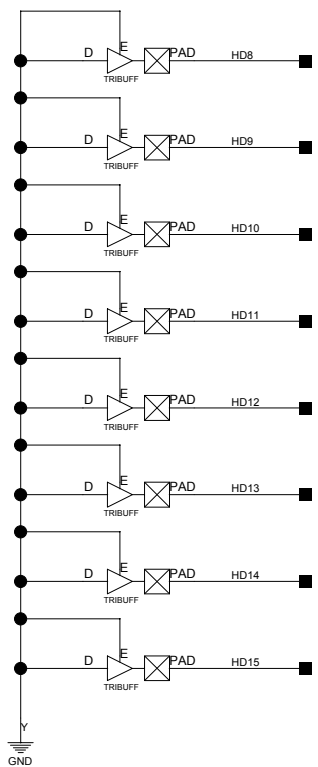 E
D PAD HD8
TRIBUFF
E
D PAD HD9
TRIBUFF
E
D PAD HD10
TRIBUFF
E
D PAD HD11
TRIBUFF
E
D PAD HD12
TRIBUFF
E
D PAD HD13
TRIBUFF
E
D PAD HD14
TRIBUFF
E
D PAD HD15
TRIBUFF
Y
GND